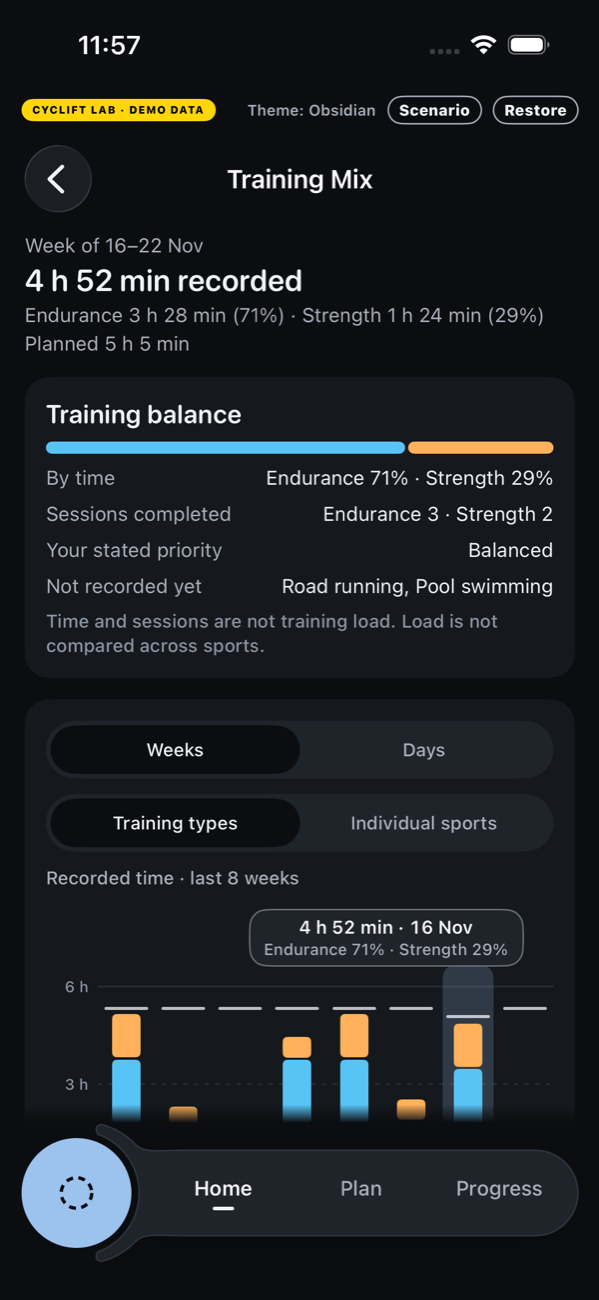 11:57
CYCLIFT LAB · DEMO DATA
Theme: Obsidian
Scenario
Restore
Training Mix
Week of 16–22 Nov
4 h 52 min recorded
Endurance 3 h 28 min (71%) · Strength 1 h 24 min (29%)
Planned 5 h 5 min
Training balance
By time Endurance 71% · Strength 29%
Sessions completed Endurance 3 · Strength 2
Your stated priority Balanced
Not recorded yet Road running, Pool swimming
Time and sessions are not training load. Load is not
compared across sports.
Weeks Days
Training types Individual sports
Recorded time · last 8 weeks
4 h 52 min · 16 Nov
Endurance 71% · Strength 29%
6 h
3 h
Home Plan Progress